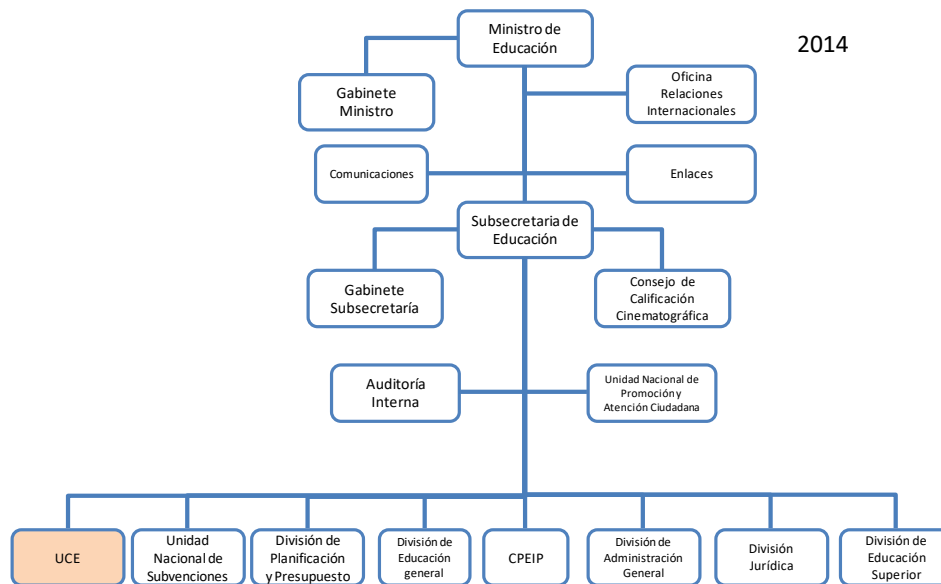 Ministro de
Educación
2014
Gabinete
Ministro
Oficina
Relaciones
Internacionales
Comunicaciones
Enlaces
Subsecretaria de
Educación
Gabinete
Subsecretaría
Consejo de
Calificación
Cinematográfica
Auditoría
Interna
Unidad Nacional de
Promoción y
Atención Ciudadana
UCE
Unidad
Nacional de
Subvenciones
División de
Planificación
y Presupuesto
División de
Educación
general
CPEIP
División de
Administración
General
División
Jurídica
División de
Educación
Superior